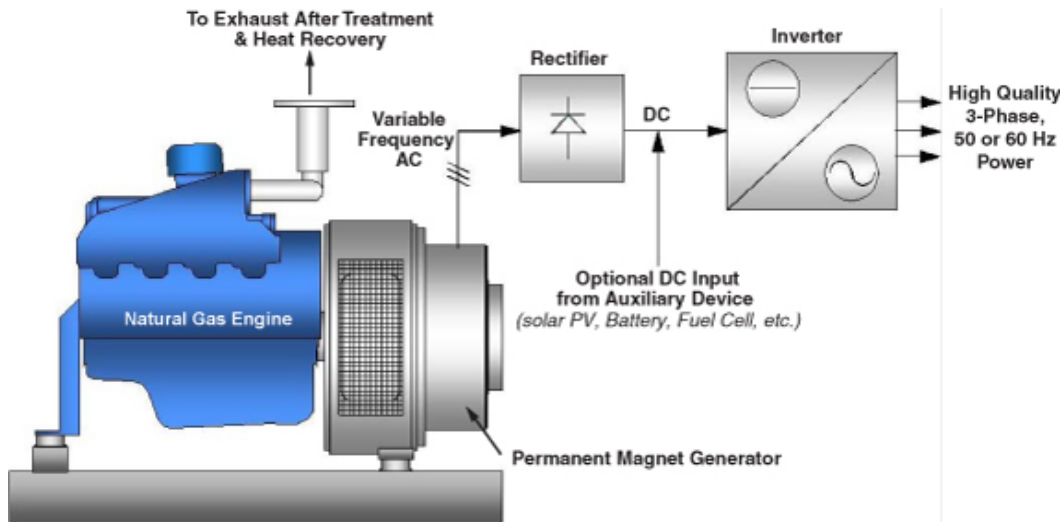 To Exhaust After Treatment
& Heat Recovery
Inverter
Rectifier
Variable
Frequency
AC
DC
High Quality
3-Phase,
50 or 60 Hz
Power
Optional DC Input
from Auxiliary Device
(solar PV, Battery, Fuel Cell, etc.)
Natural Gas Engine
Permanent Magnet Generator